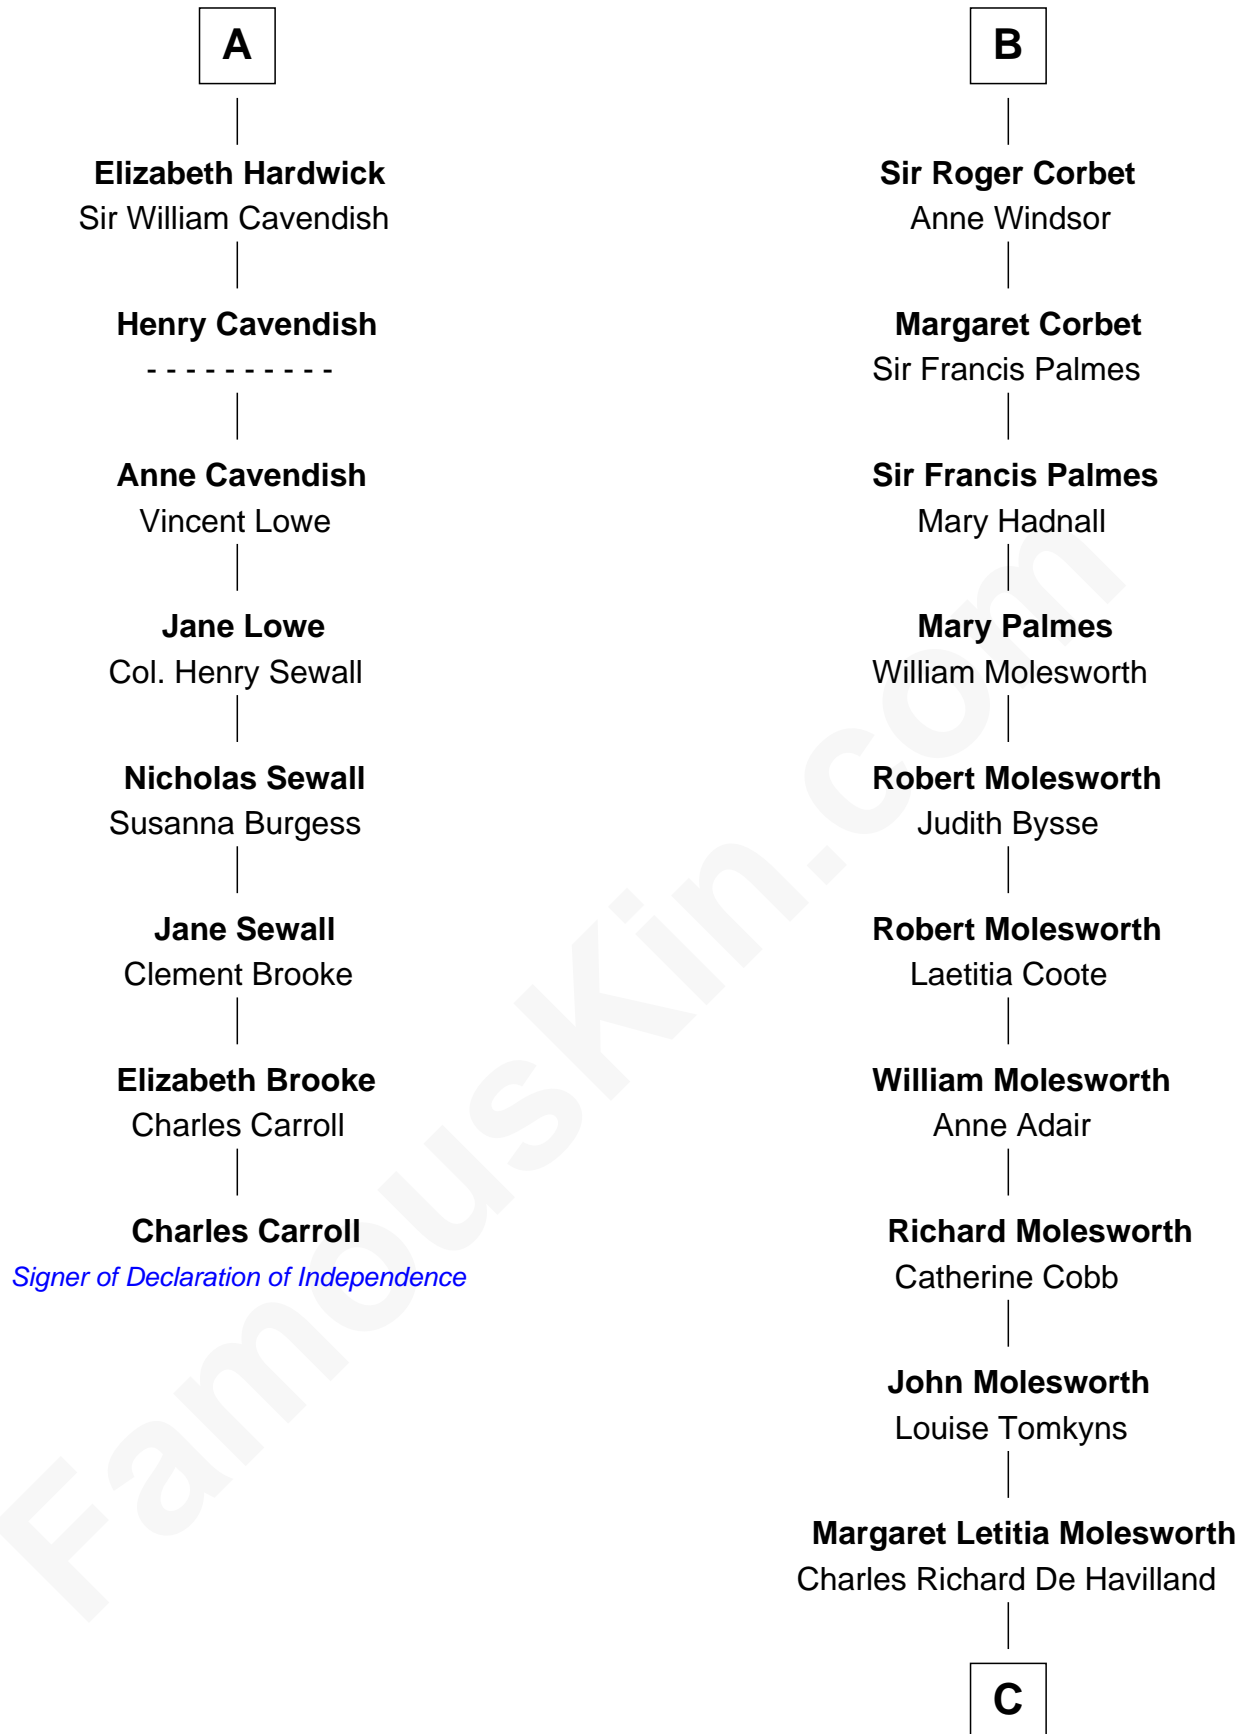 A
Elizabeth Hardwick
Sir William Cavendish
Henry Cavendish
- - - - - - - - - -
Anne Cavendish
Vincent Lowe
Jane Lowe
Col. Henry Sewall
Nicholas Sewall
Susanna Burgess
Jane Sewall
Clement Brooke
Elizabeth Brooke
Charles Carroll
Charles Carroll
Signer of Declaration of Independence
B
Sir Roger Corbet
Anne Windsor
Margaret Corbet
Sir Francis Palmes
Sir Francis Palmes
Mary Hadnall
Mary Palmes
William Molesworth
Robert Molesworth
Judith Bysse
Robert Molesworth
Laetitia Coote
William Molesworth
Anne Adair
Richard Molesworth
Catherine Cobb
John Molesworth
Louise Tomkyns
Margaret Letitia Molesworth
Charles Richard De Havilland
C
FamousKin.com